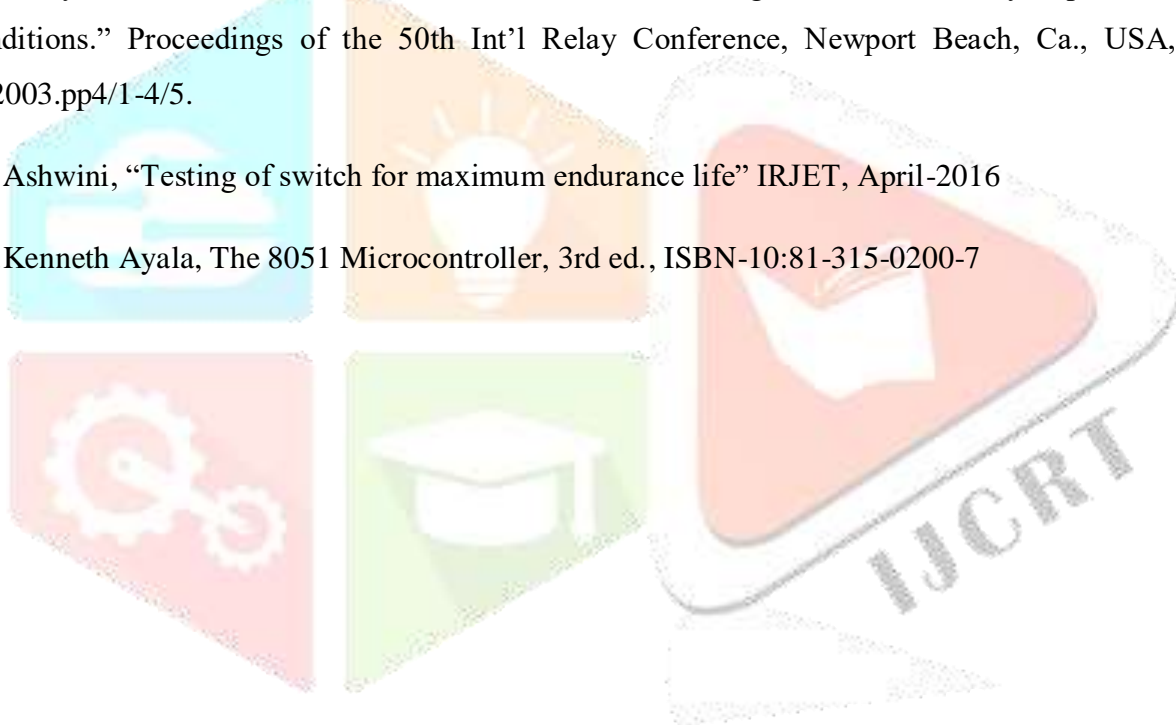 nditions.” Proceedings of the 50th Int’l Relay Conference, Newport Beach, Ca., USA,
2003.pp4/1-4/5.
Ashwini, “Testing of switch for maximum endurance life” IRJET, April-2016
Kenneth Ayala, The 8051 Microcontroller, 3rd ed., ISBN-10:81-315-0200-7
IJCRT